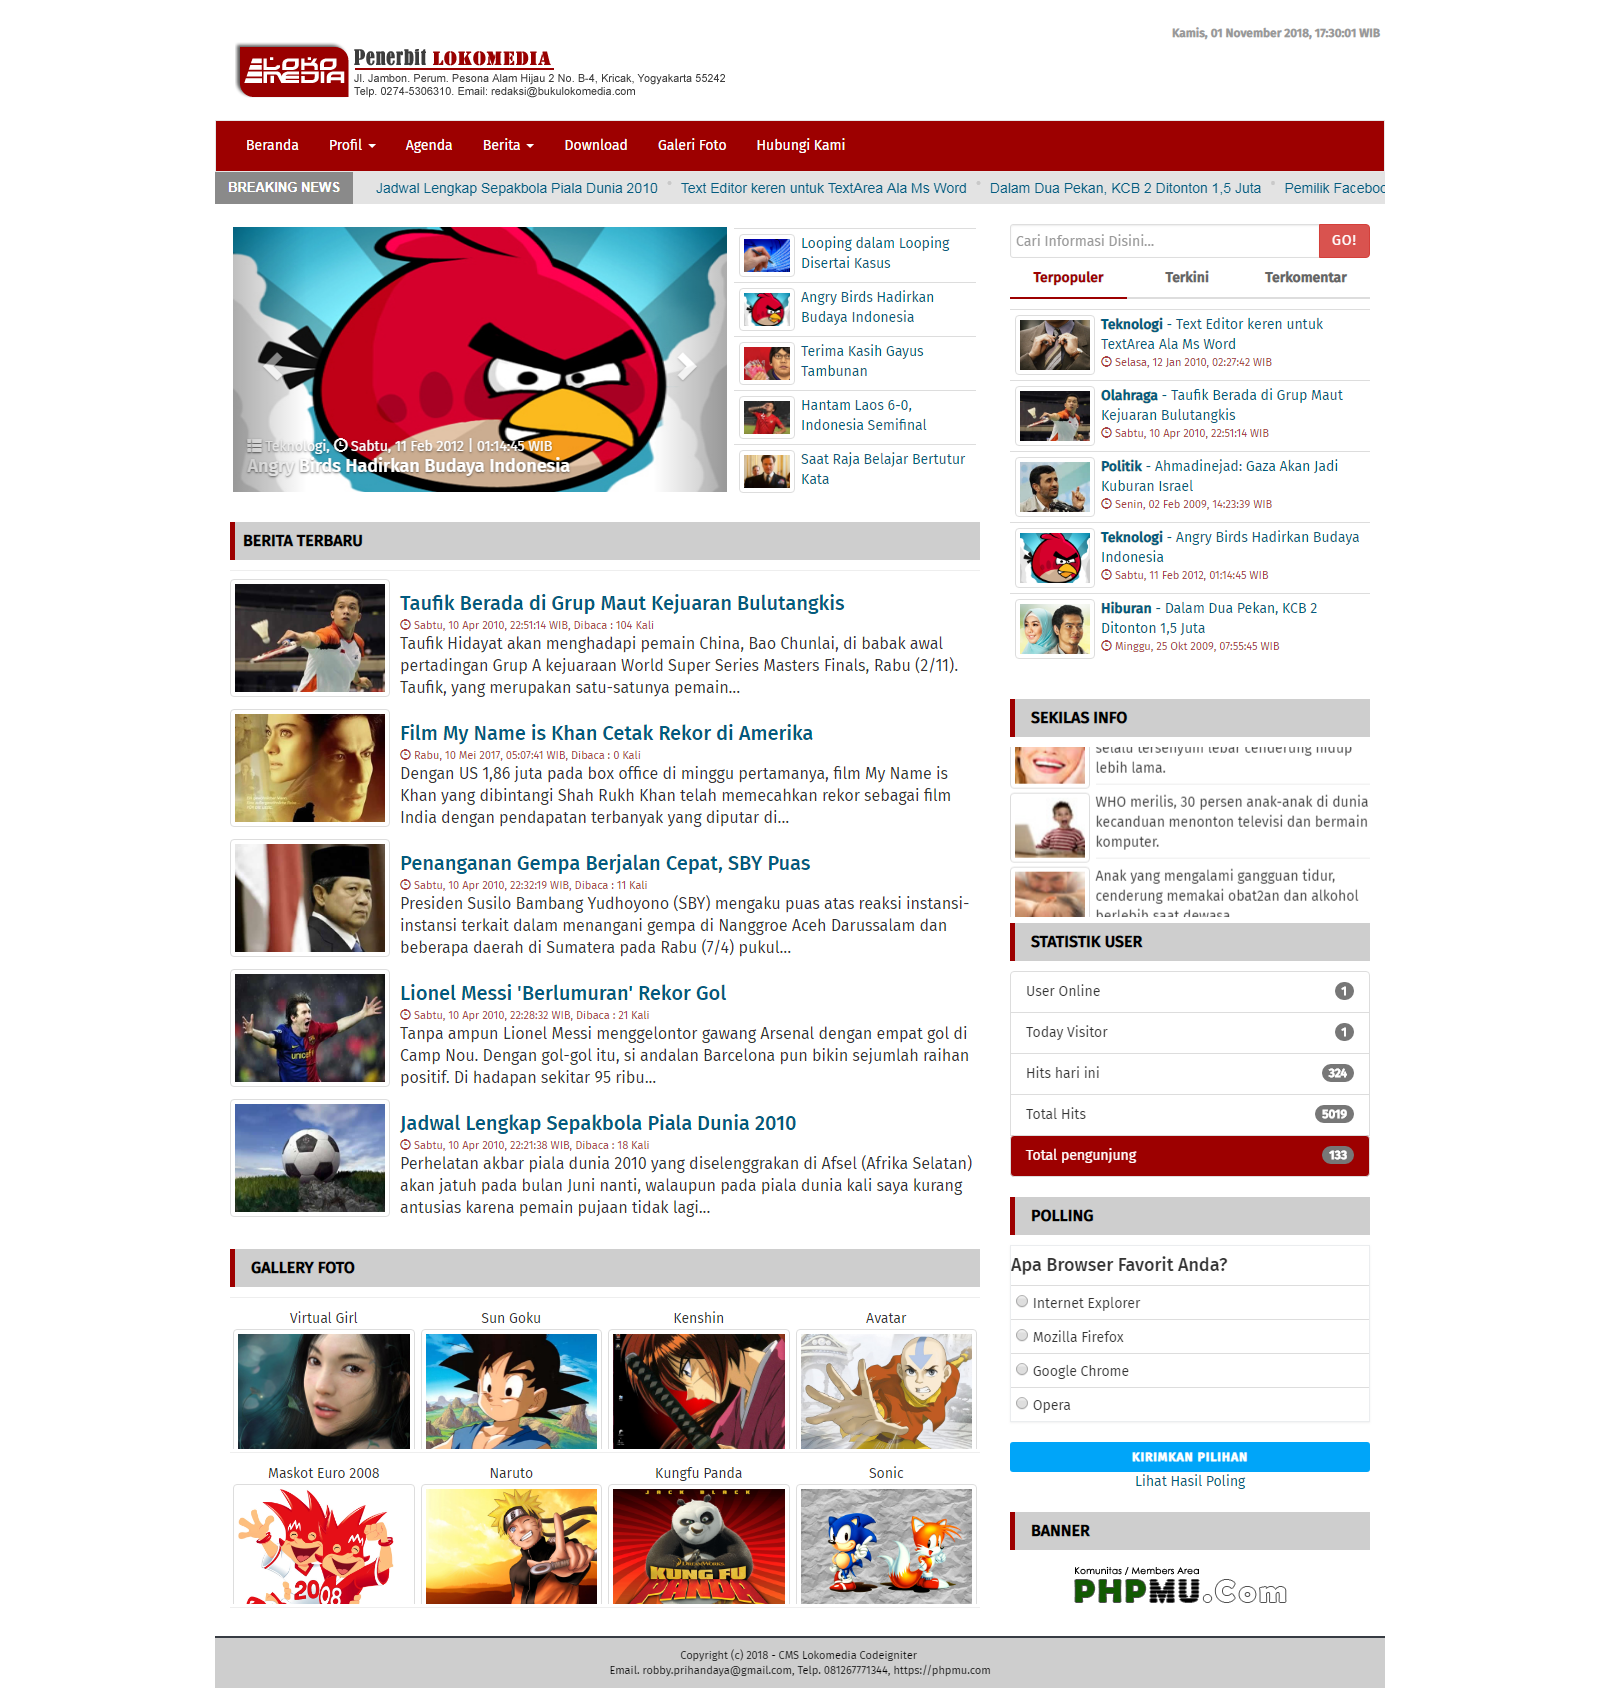 Kamis, 01 November 2018, 17:30:01 WIB
LOKO
MEDIA
Penerbit LOKOMEDIA
Jl. Jambon. Perum. Pesona Alam Hijau 2 No. B-4, Kricak, Yogyakarta 55242
Telp. 0274-5306310. Email: redaksi@bukulokomedia.com
Beranda Profil Agenda Berita Download Galeri Foto Hubungi Kami
BREAKING NEWS Jadwal Lengkap Sepakbola Piala Dunia 2010 Text Editor keren untuk TextArea Ala Ms Word Dalam Dua Pekan, KCB 2 Ditonton 1,5 Juta Pemilik Faceboo
Teknologi, Sabtu, 11 Feb 2012 | 01:14:45 WIB
Angry Birds Hadirkan Budaya Indonesia
Looping dalam Looping
Disertai Kasus
Angry Birds Hadirkan
Budaya Indonesia
Terima Kasih Gayus
Tambunan
Hantam Laos 6-0,
Indonesia Semifinal
Saat Raja Belajar Bertutur
Kata
Cari Informasi Disini... GO!
Terpopuler Terkini Terkomentar
Teknologi - Text Editor keren untuk
TextArea Ala Ms Word
Selasa, 12 Jan 2010, 02:27:42 WIB
Olahraga - Taufik Berada di Grup Maut
Kejuaran Bulutangkis
Sabtu, 10 Apr 2010, 22:51:14 WIB
Politik - Ahmadinejad: Gaza Akan Jadi
Kuburan Israel
Senin, 02 Feb 2009, 14:23:39 WIB
Teknologi - Angry Birds Hadirkan Budaya
Indonesia
Sabtu, 11 Feb 2012, 01:14:45 WIB
Hiburan - Dalam Dua Pekan, KCB 2
Ditonton 1,5 Juta
Minggu, 25 Okt 2009, 07:55:45 WIB
BERITA TERBARU
Taufik Berada di Grup Maut Kejuaran Bulutangkis
Sabtu, 10 Apr 2010, 22:51:14 WIB, Dibaca : 104 Kali
Taufik Hidayat akan menghadapi pemain China, Bao Chunlai, di babak awal
pertadingan Grup A kejuaraan World Super Series Masters Finals, Rabu (2/11).
Taufik, yang merupakan satu-satunya pemain...
Film My Name is Khan Cetak Rekor di Amerika
Rabu, 10 Mei 2017, 05:07:41 WIB, Dibaca : 0 Kali
Dengan US 1,86 juta pada box office di minggu pertamanya, film My Name is
Khan yang dibintangi Shah Rukh Khan telah memecahkan rekor sebagai film
India dengan pendapatan terbanyak yang diputar di...
Penanganan Gempa Berjalan Cepat, SBY Puas
Sabtu, 10 Apr 2010, 22:32:19 WIB, Dibaca : 11 Kali
Presiden Susilo Bambang Yudhoyono (SBY) mengaku puas atas reaksi instansi-
instansi terkait dalam menangani gempa di Nanggroe Aceh Darussalam dan
beberapa daerah di Sumatera pada Rabu (7/4) pukul...
Lionel Messi 'Berlumuran' Rekor Gol
Sabtu, 10 Apr 2010, 22:28:32 WIB, Dibaca : 21 Kali
Tanpa ampun Lionel Messi menggelontor gawang Arsenal dengan empat gol di
Camp Nou. Dengan gol-gol itu, si andalan Barcelona pun bikin sejumlah raihan
positif. Di hadapan sekitar 95 ribu...
Jadwal Lengkap Sepakbola Piala Dunia 2010
Sabtu, 10 Apr 2010, 22:21:38 WIB, Dibaca : 18 Kali
Perhelatan akbar piala dunia 2010 yang diselenggrakan di Afsel (Afrika Selatan)
akan jatuh pada bulan Juni nanti, walaupun pada piala dunia kali saya kurang
antusias karena pemain pujaan tidak lagi...
SEKILAS INFO
selalu tersenyum lebar cenderung hidup
lebih lama.
WHO merilis, 30 persen anak-anak di dunia
kecanduan menonton televisi dan bermain
komputer.
Anak yang mengalami gangguan tidur,
cenderung memakai obat2an dan alkohol
berlebih saat dewasa
STATISTIK USER
User Online 1
Today Visitor 1
Hits hari ini 324
Total Hits 5019
Total pengunjung 133
POLLING
Apa Browser Favorit Anda?
Internet Explorer
Mozilla Firefox
Google Chrome
Opera
KIRIMKAN PILIHAN
Lihat Hasil Poling
BANNER
Komunitas / Members Area
PHPMU.Com
GALLERY FOTO
Virtual Girl Sun Goku Kenshin Avatar
Maskot Euro 2008 Naruto Kungfu Panda Sonic
2008
JACK BLACK
DREAMWORKS
KUNG FU
PANDA
unicef
Copyright (c) 2018 - CMS Lokomedia Codeigniter
Email. robby.prihandaya@gmail.com, Telp. 081267771344, https://phpmu.com